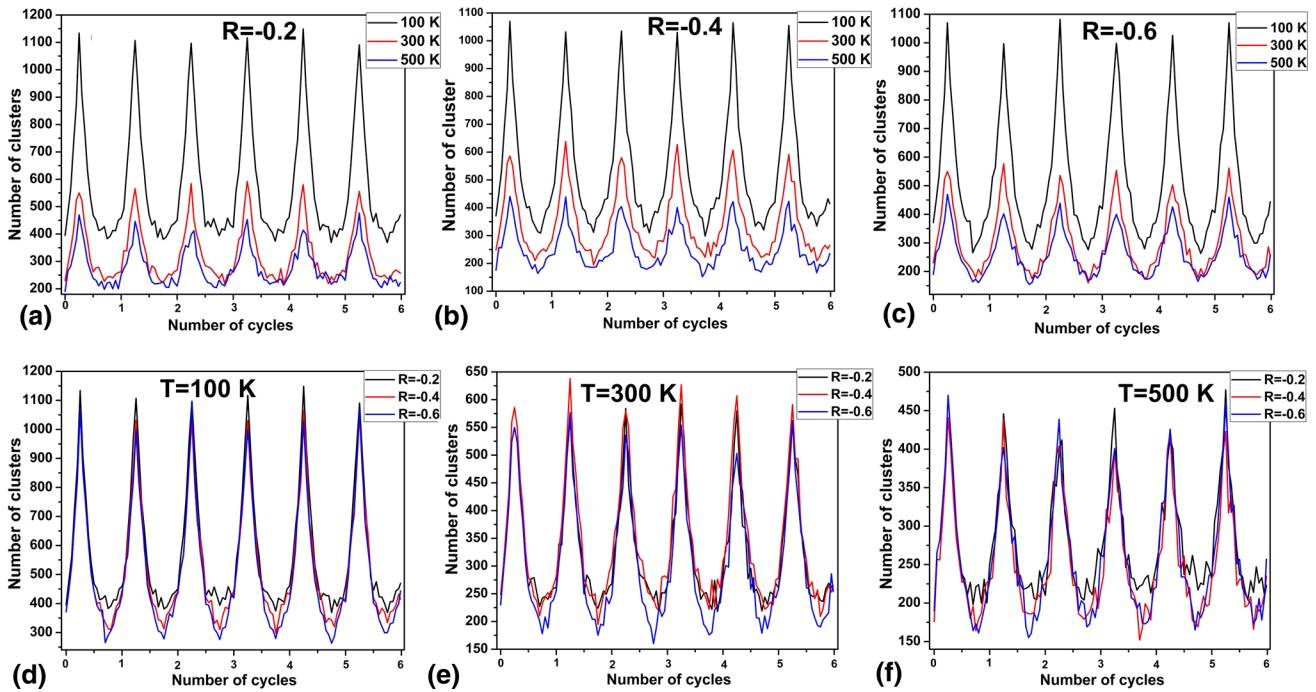 R=-0.2
100 K
300 K
500 K
1200
1100
1000
900
800
700
600
500
400
300
200
Number of clusters
0 1 2 3 4 5 6
Number of cycles
(a)
R=-0.4
100 K
300 K
500 K
1100
1000
900
800
700
600
500
400
300
200
100
Number of cluster
0 1 2 3 4 5 6
Number of cycles
(b)
R=-0.6
100 K
300 K
500 K
1100
1000
900
800
700
600
500
400
300
200
Number of clusters
0 1 2 3 4 5 6
Number of cycles
(c)
T=100 K
R=-0.2
R=-0.4
R=-0.6
1200
1100
1000
900
800
700
600
500
400
300
Number of clusters
0 1 2 3 4 5 6
Number of cycles
(d)
T=300 K
R=-0.2
R=-0.4
R=-0.6
650
600
550
500
450
400
350
300
250
200
150
Number of clusters
0 1 2 3 4 5 6
Number of cycles
(e)
T=500 K
R=-0.2
R=-0.4
R=-0.6
500
450
400
350
300
250
200
150
Number of clusters
0 1 2 3 4 5 6
Number of cycles
(f)